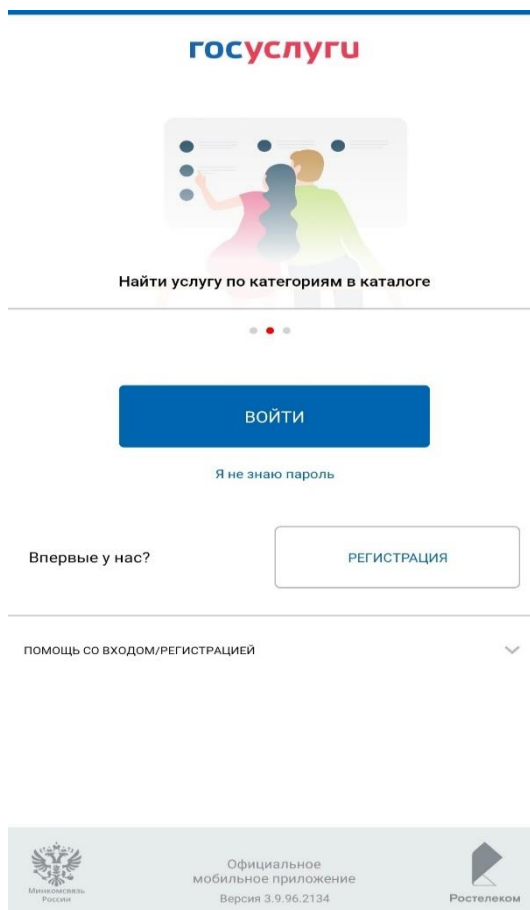 госуслуги
Найти услугу по категориям в каталоге
ВОЙТИ
Я не знаю пароль
Впервые у нас?
РЕГИСТРАЦИЯ
ПОМОЩЬ СО ВХОДОМ/РЕГИСТРАЦИЕЙ
Минкомсвязь
России
Официальное
мобильное приложение
Версия 3.9.96.2134
Ростелеком